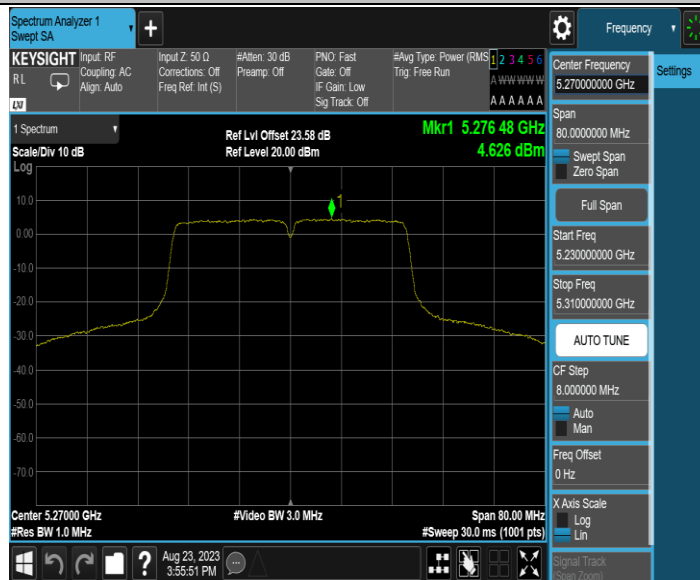 Spectrum Analyzer 1
Swept SA
Frequency
KEYSIGHT
RL
LXI
Input: RF
Coupling: AC
Align: Auto
Input Z: 50 Ω
Corrections: Off
Freq Ref: Int (S)
#Atten: 30 dB
Preamp: Off
PNO: Fast
Gate: Off
IF Gain: Low
Sig Track: Off
#Avg Type: Power (RMS
Trig: Free Run
1 2 3 4 5 6
A W W W W W
A A A A A A
Center Frequency
5.270000000 GHz
Settings
Span
80.0000000 MHz
Swept Span
Zero Span
Full Span
Start Freq
5.230000000 GHz
Stop Freq
5.310000000 GHz
AUTO TUNE
CF Step
8.000000 MHz
Auto
Man
Freq Offset
0 Hz
X Axis Scale
Log
Lin
Signal Track
(Span Zoom)
1 Spectrum
Scale/Div 10 dB
Ref Lvl Offset 23.58 dB
Ref Level 20.00 dBm
Mkr1 5.276 48 GHz
4.626 dBm
Log
10.0
1
0.00
-10.0
-20.0
-30.0
-40.0
-50.0
-60.0
-70.0
Center 5.27000 GHz
#Video BW 3.0 MHz
Span 80.00 MHz
#Res BW 1.0 MHz
#Sweep 30.0 ms (1001 pts)
?
Aug 23, 2023
3:55:51 PM